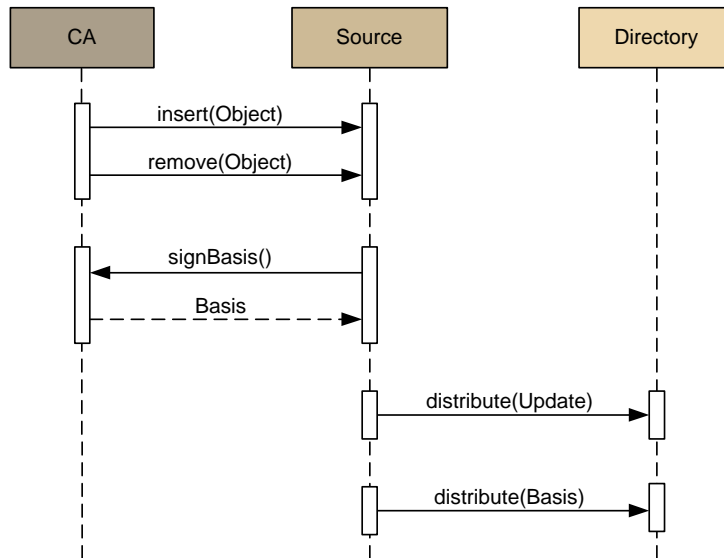 CA
Source
Directory
insert(Object)
remove(Object)
signBasis()
Basis
distribute(Update)
distribute(Basis)